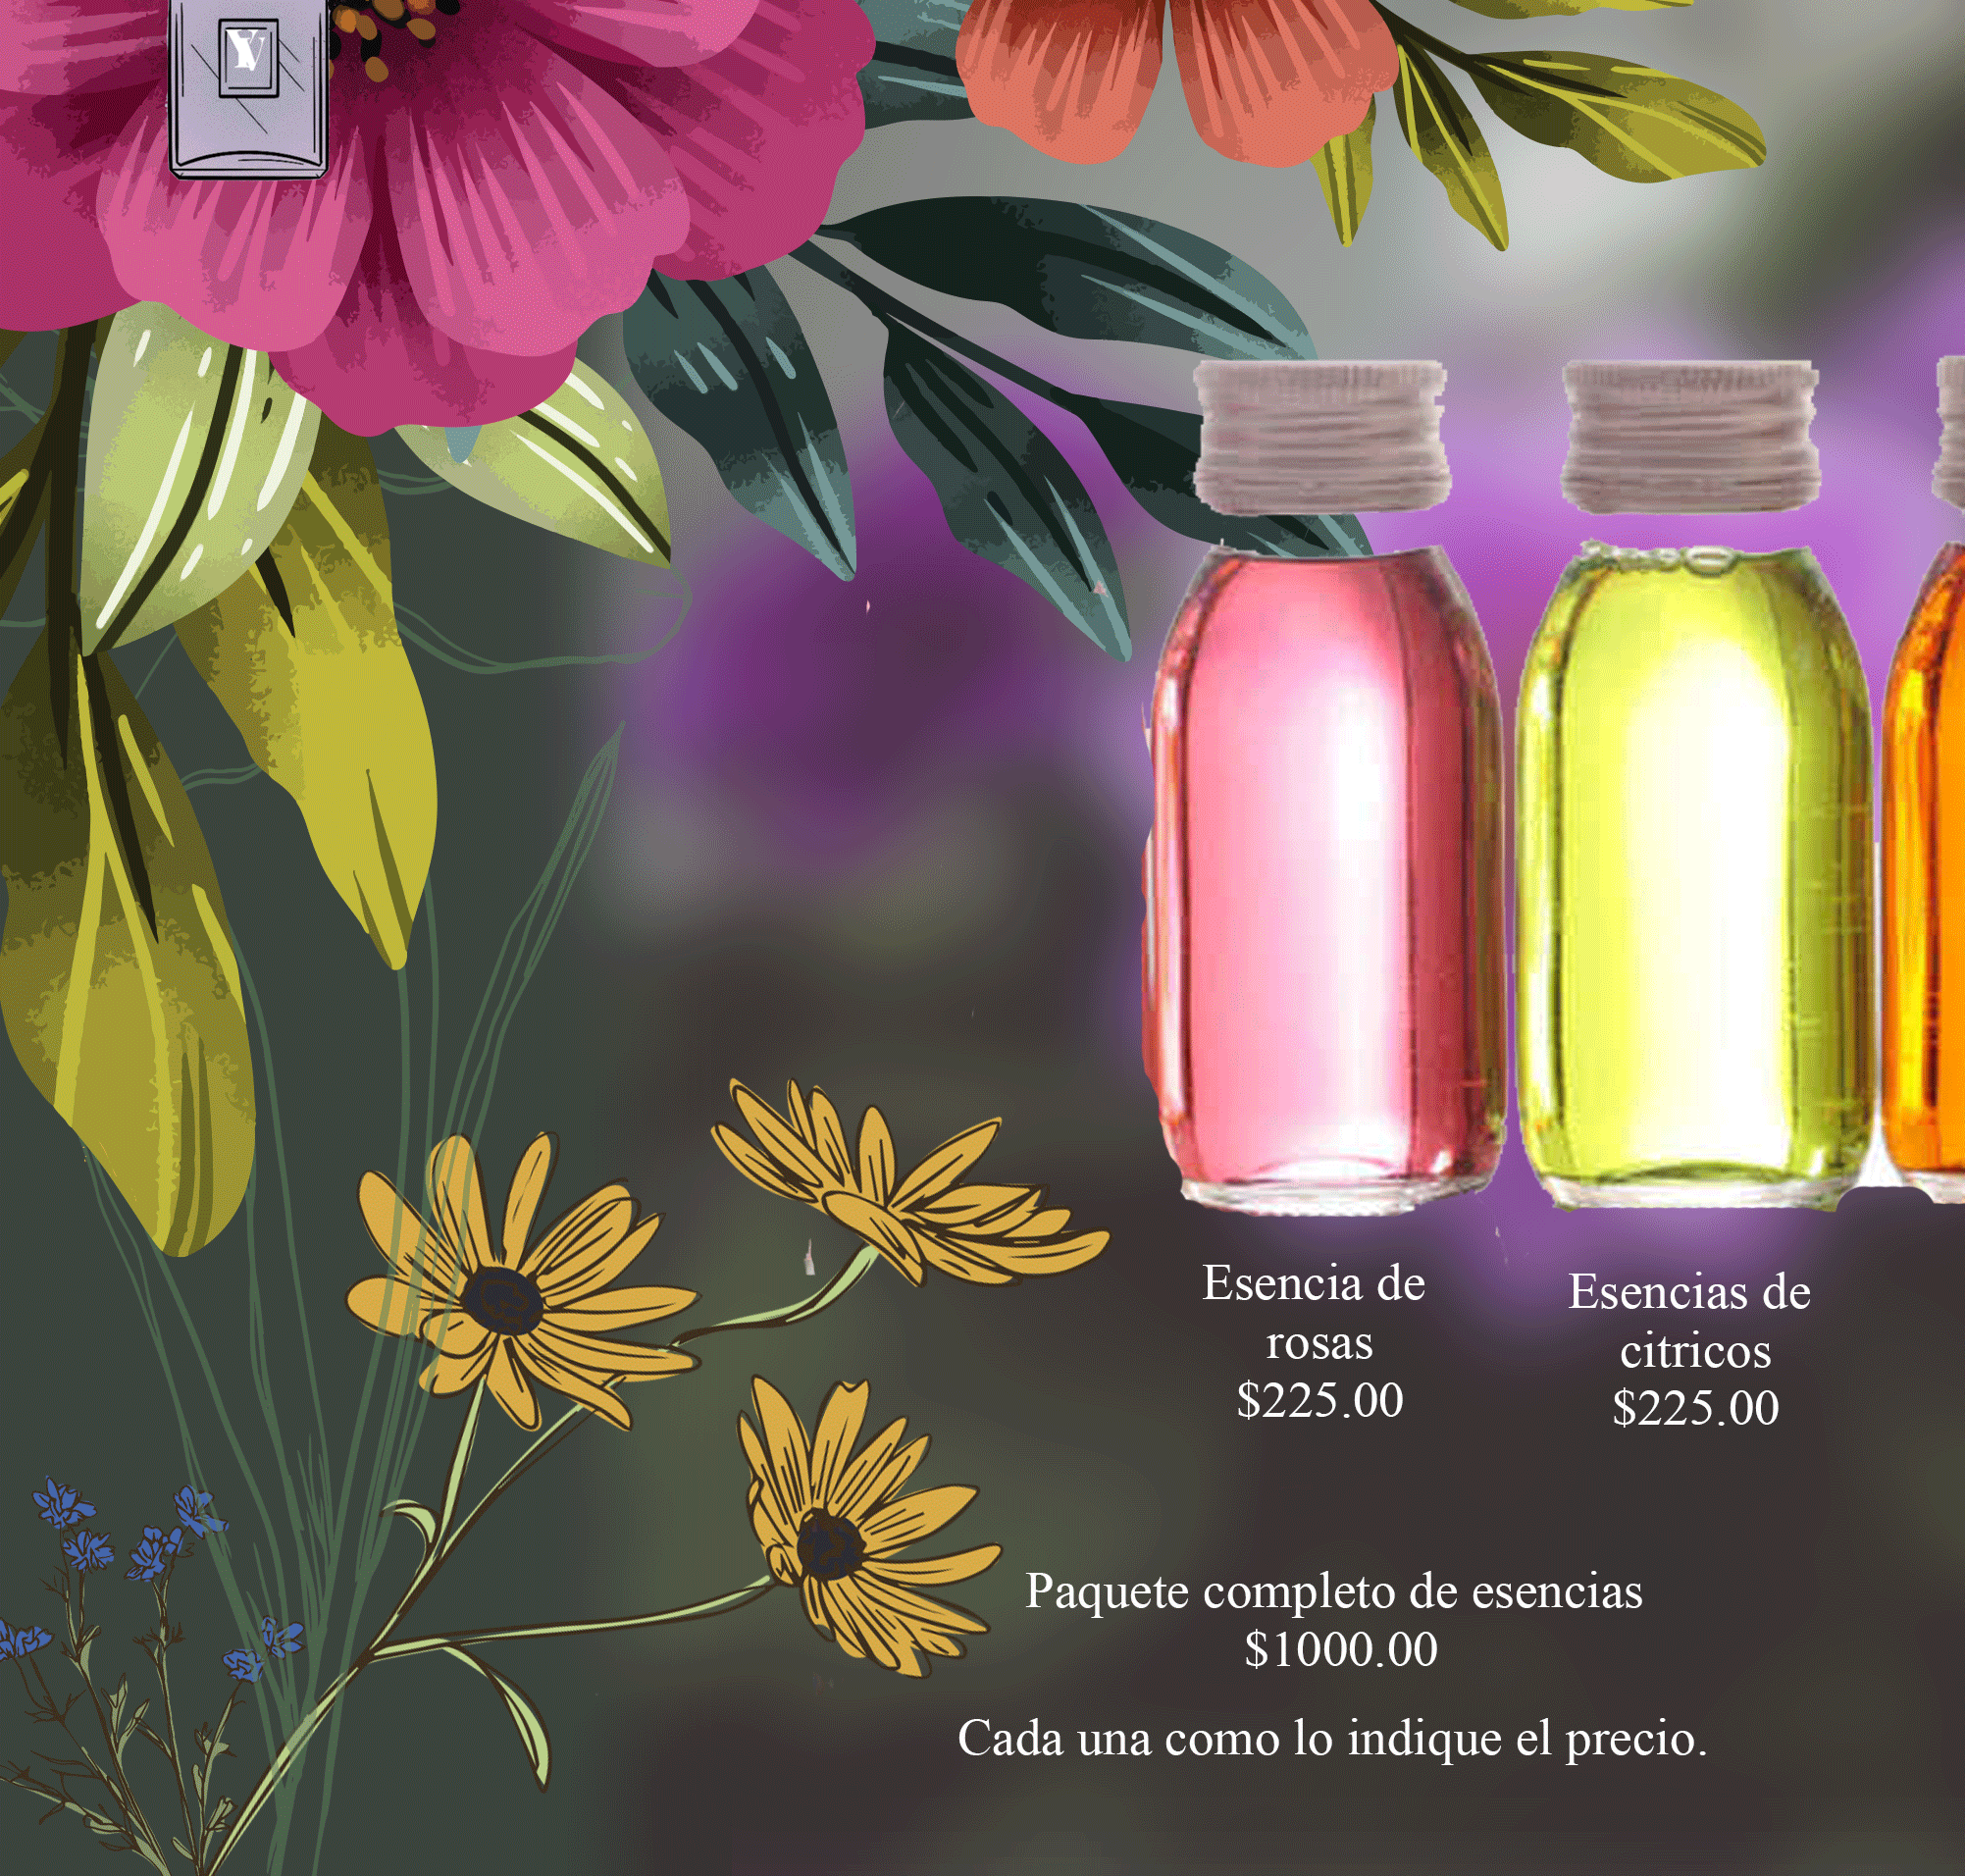 YV
Esencia de
rosas
$225.00
Esencias de
citricos
$225.00
Paquete completo de esencias
$1000.00
Cada una como lo indique el precio.